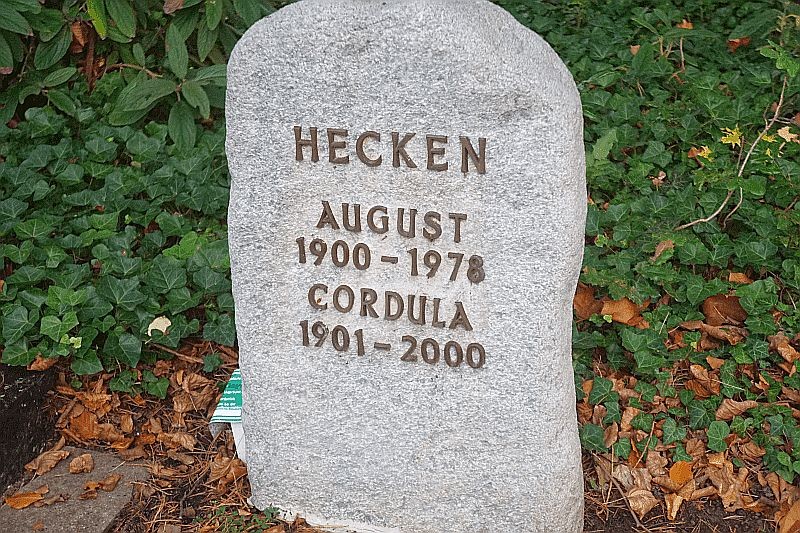 HECKEN
AUGUST
1900–1978
CORDULA
1901–2000